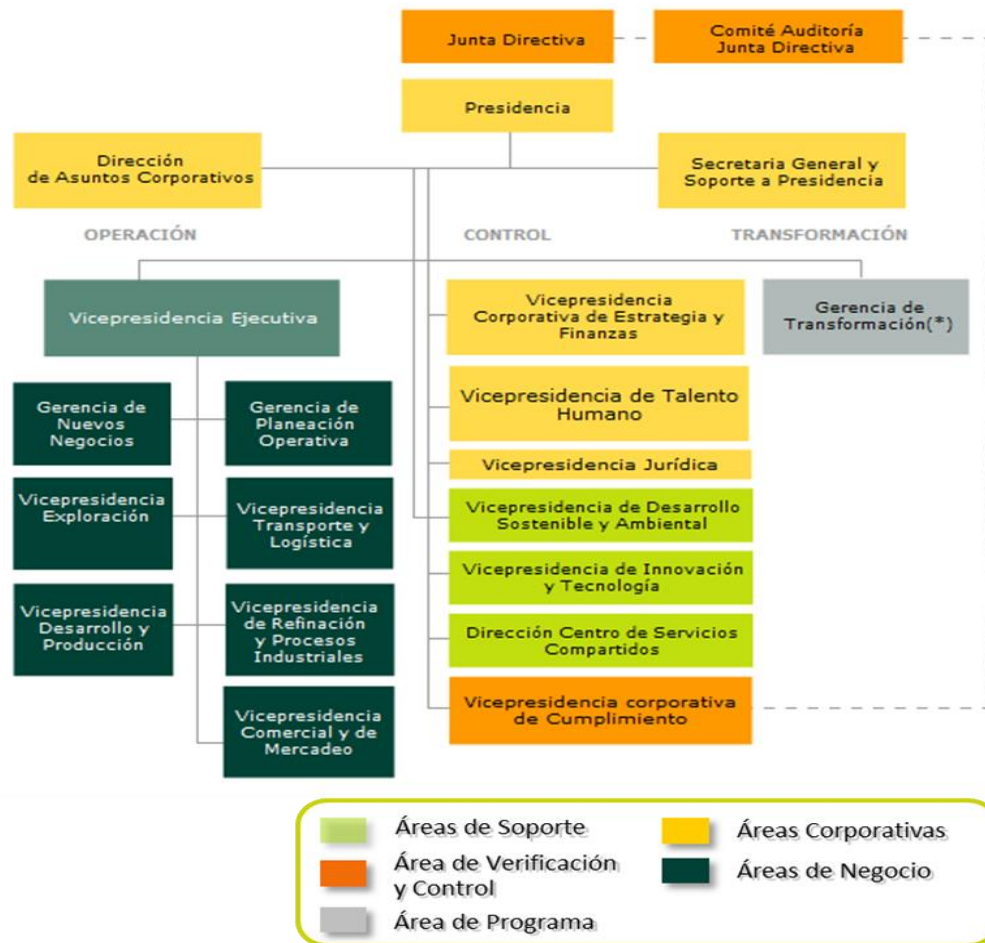 Junta Directiva
Comité Auditoría
Junta Directiva
Presidencia
Dirección
de Asuntos Corporativos
Secretaria General y
Soporte a Presidencia
OPERACIÓN
CONTROL
TRANSFORMACIÓN
Vicepresidencia Ejecutiva
Vicepresidencia
Corporativa de Estrategia y
Finanzas
Gerencia de
Transformación(*)
Gerencia de
Nuevos
Negocios
Gerencia de
Planeación
Operativa
Vicepresidencia de Talento
Humano
Vicepresidencia Jurídica
Vicepresidencia
Exploración
Vicepresidencia
Transporte y
Logística
Vicepresidencia de Desarrollo
Sostenible y Ambiental
Vicepresidencia de Innovación
y Tecnología
Vicepresidencia
Desarrollo y
Producción
Vicepresidencia
de Refinación
y Procesos
Industriales
Dirección Centro de Servicios
Compartidos
Vicepresidencia corporativa
de Cumplimiento
Vicepresidencia
Comercial y de
Mercadeo
Áreas de Soporte
Áreas Corporativas
Área de Verificación
y Control
Áreas de Negocio
Área de Programa